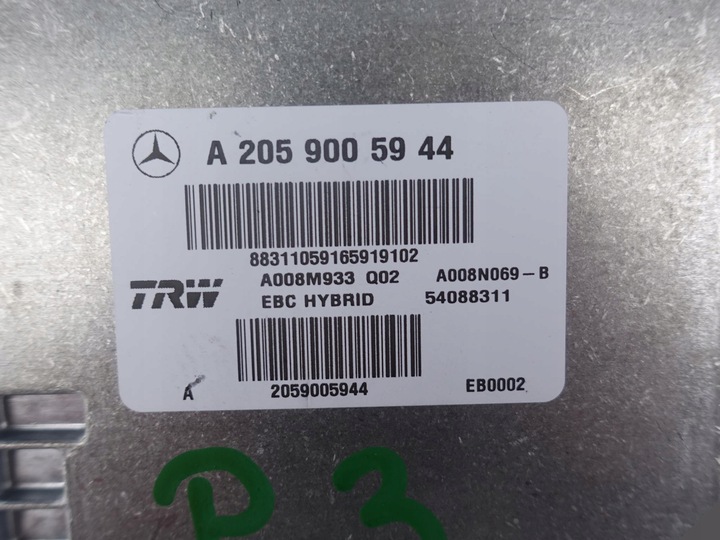 A 205 900 59 44
88311059165919102
A008M933 Q02 A008N069-B
TRW EBC HYBRID 54088311
A 2059005944 EB0002
D3